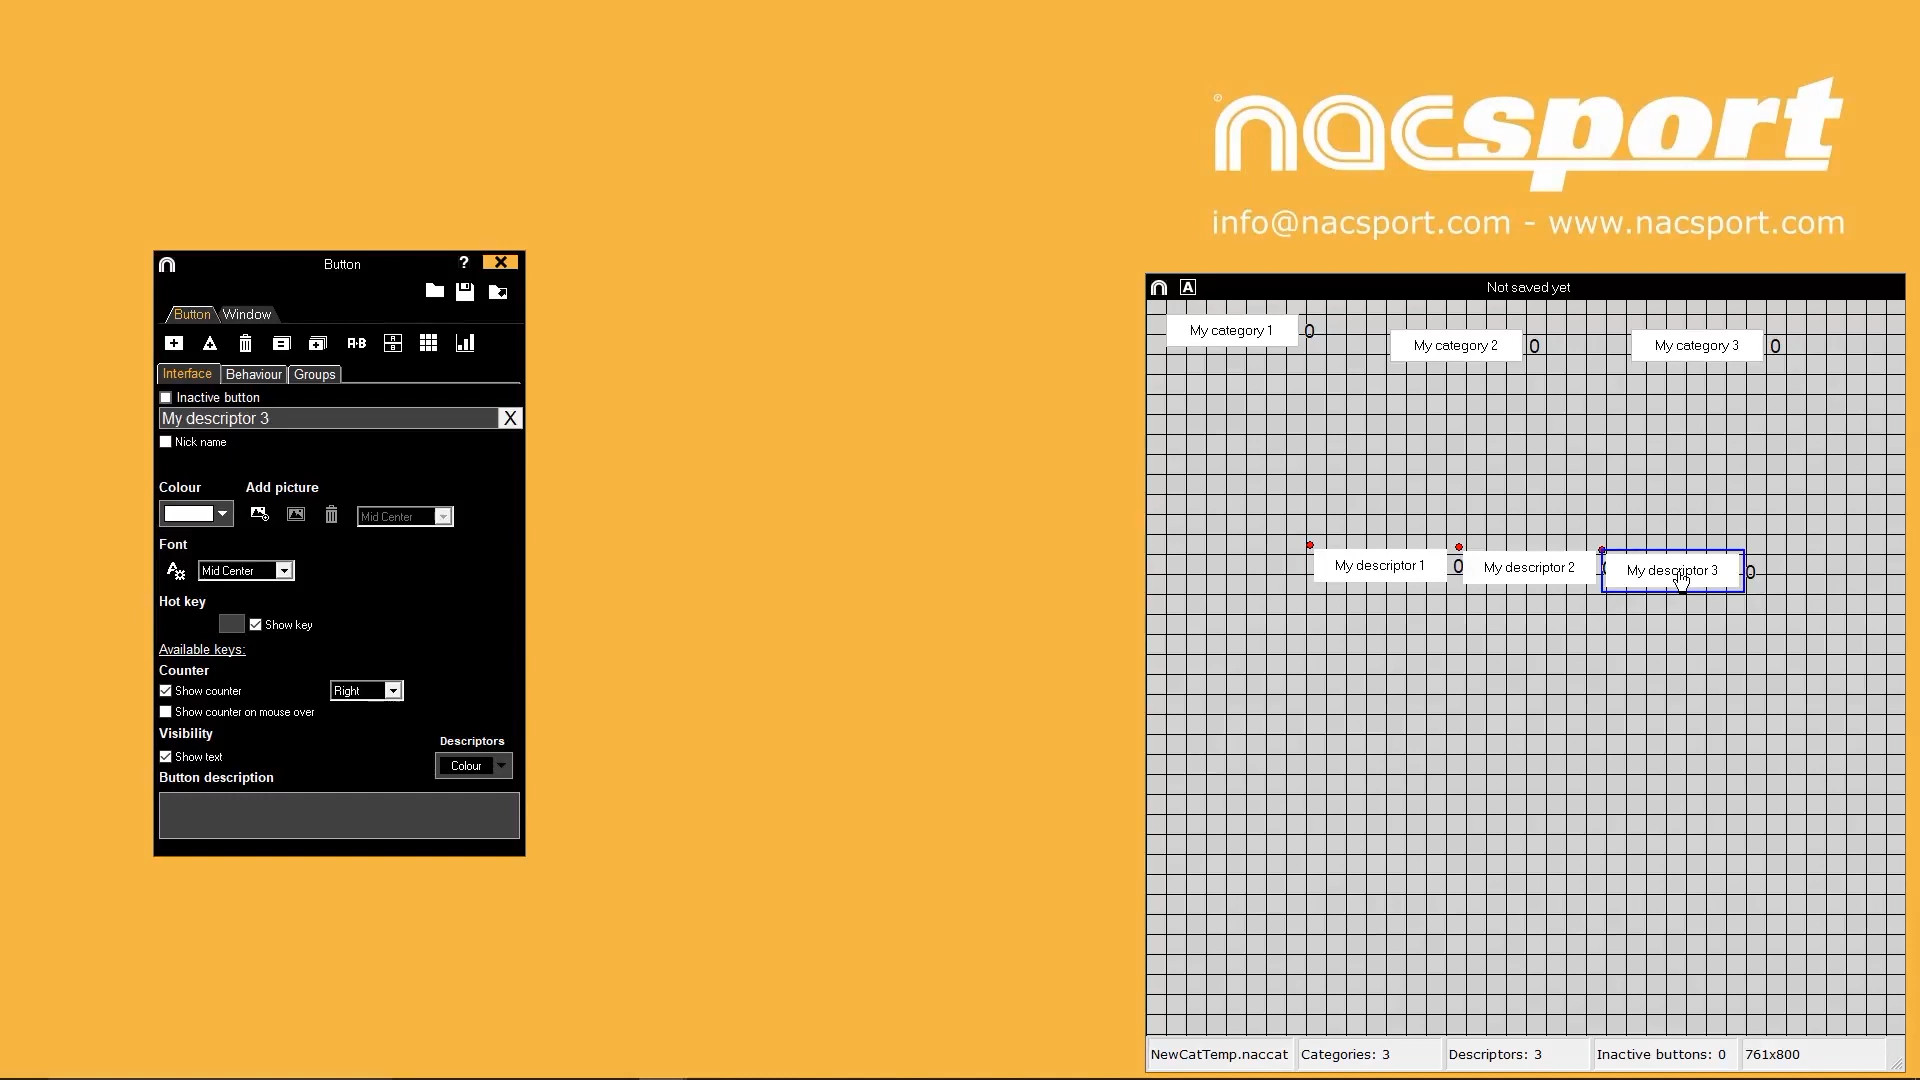 nacsport
info@nacsport.com - www.nacsport.com
Button
?
X
Button
Window
A·B
Interface
Behaviour
Groups
Inactive button
My descriptor 3
X
Nick name
Colour
Add picture
Mid Center
Font
Mid Center
Hot key
Show key
Available keys:
Counter
Show counter
Right
Show counter on mouse over
Visibility
Show text
Descriptors
Colour
Button description
A
Not saved yet
My category 1
0
My category 2
0
My category 3
0
My descriptor 1
0
My descriptor 2
My descriptor 3
0
NewCatTemp.naccat
Categories: 3
Descriptors: 3
Inactive buttons: 0
761x800